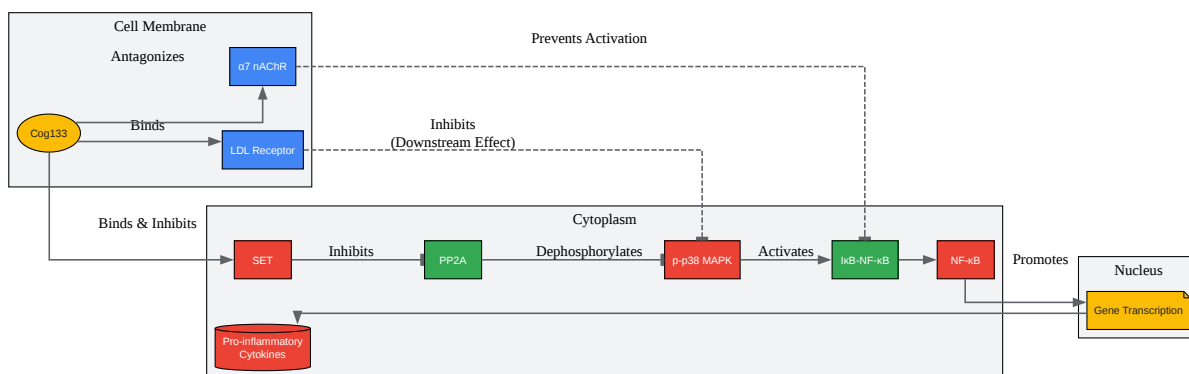 Cell Membrane
Antagonizes
α7 nAChR
Prevents Activation
Cog133
Binds
LDL Receptor
Inhibits
(Downstream Effect)
Binds & Inhibits
Cytoplasm
SET
Inhibits
PP2A
Dephosphorylates
p-p38 MAPK
Activates
IκB-NF-κB
NF-κB
Promotes
Nucleus
Gene Transcription
Pro-inflammatory
Cytokines